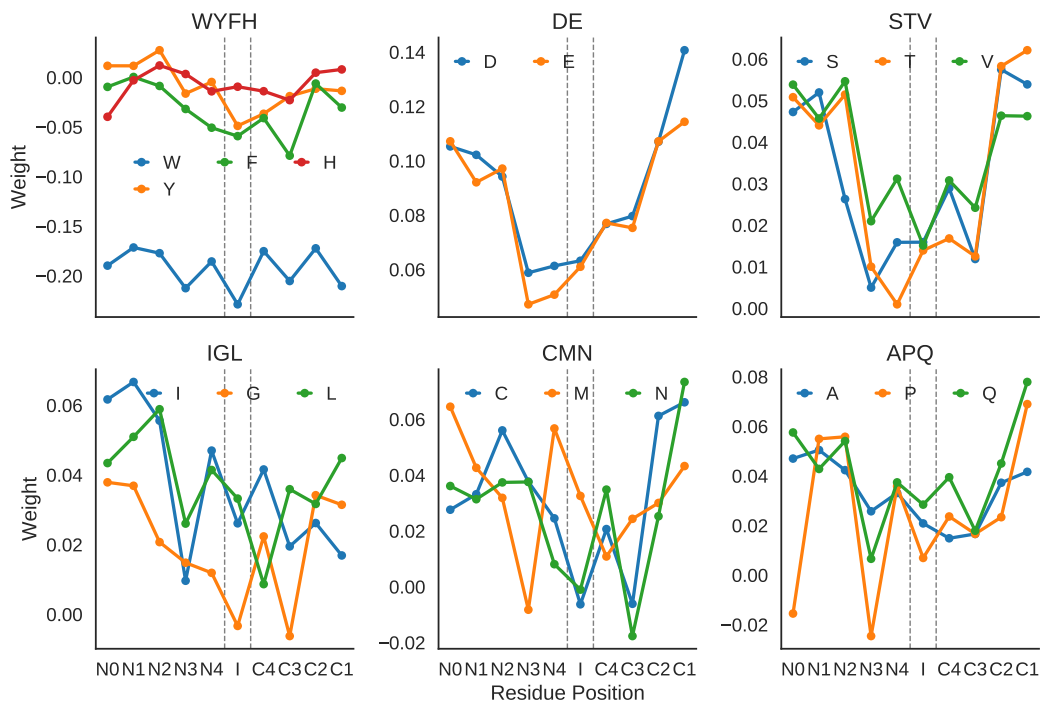 WYFH
DE
STV
0.00
−0.05
−0.10
−0.15
−0.20
Weight
W
F
H
Y
0.14
0.12
0.10
0.08
0.06
D
E
0.06
0.05
0.04
0.03
0.02
0.01
0.00
S
T
V
IGL
CMN
APQ
0.06
0.04
0.02
0.00
Weight
I
G
L
0.06
0.04
0.02
0.00
−0.02
C
M
N
0.08
0.06
0.04
0.02
0.00
−0.02
A
P
Q
N0 N1 N2 N3 N4 I C4 C3 C2 C1
N0 N1 N2 N3 N4 I C4 C3 C2 C1
N0 N1 N2 N3 N4 I C4 C3 C2 C1
Residue Position